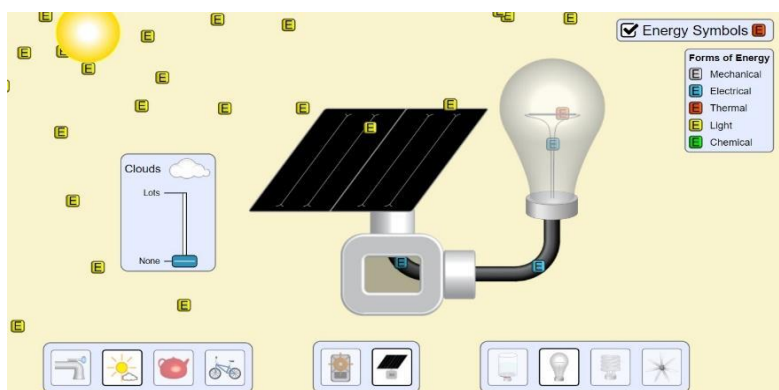 Energy Symbols E
Forms of Energy
E Mechanical
E Electrical
E Thermal
E Light
E Chemical
Clouds
Lots
None